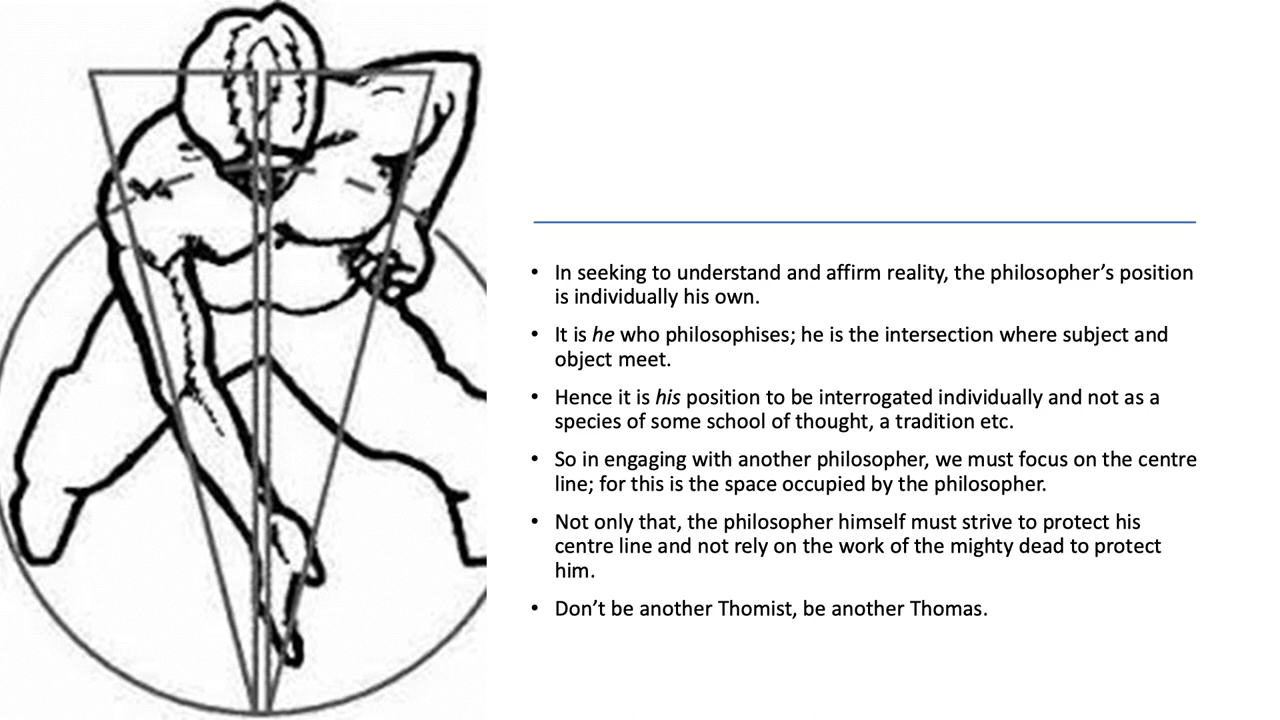 • In seeking to understand and affirm reality, the philosopher’s position
is individually his own.
• It is he who philosophises; he is the intersection where subject and
object meet.
• Hence it is his position to be interrogated individually and not as a
species of some school of thought, a tradition etc.
• So in engaging with another philosopher, we must focus on the centre
line; for this is the space occupied by the philosopher.
• Not only that, the philosopher himself must strive to protect his
centre line and not rely on the work of the mighty dead to protect
him.
• Don’t be another Thomist, be another Thomas.